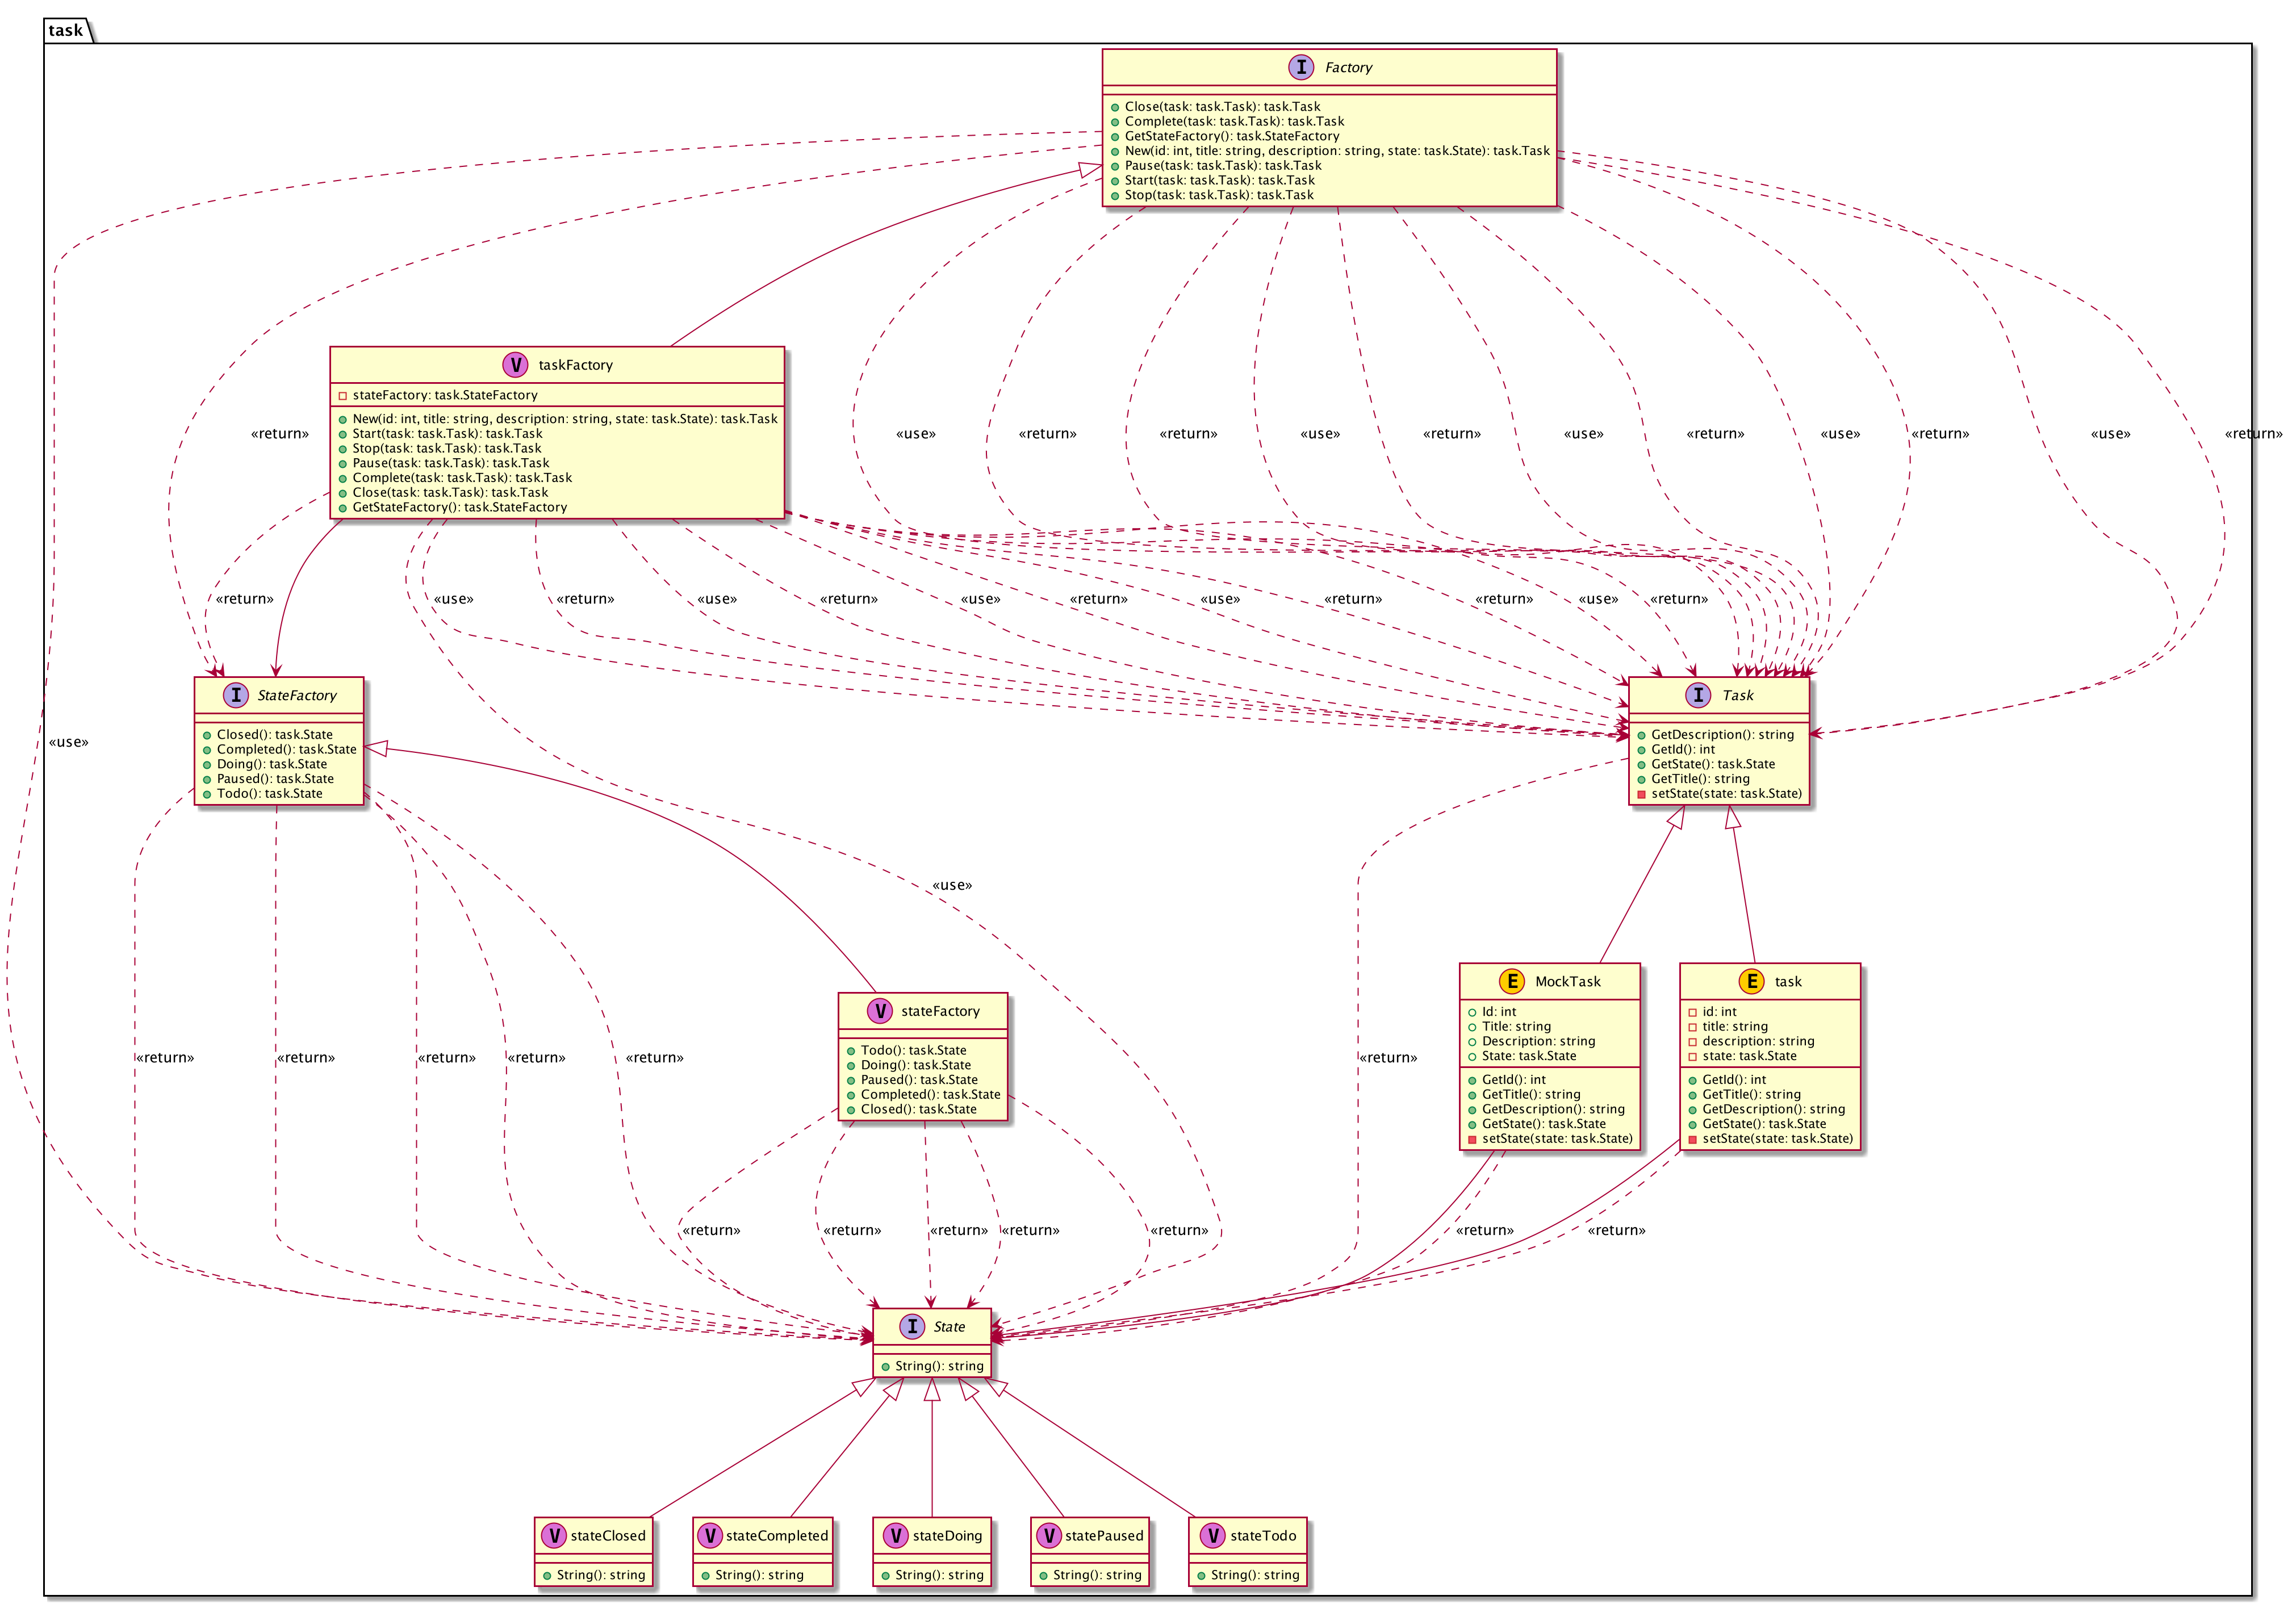 task
I Factory
Close(task: task.Task): task.Task
Complete(task: task.Task): task.Task
GetStateFactory(): task.StateFactory
New(id: int, title: string, description: string, state: task.State): task.Task
Pause(task: task.Task): task.Task
Start(task: task.Task): task.Task
Stop(task: task.Task): task.Task
V taskFactory
stateFactory: task.StateFactory
New(id: int, title: string, description: string, state: task.State): task.Task
Start(task: task.Task): task.Task
Stop(task: task.Task): task.Task
Pause(task: task.Task): task.Task
Complete(task: task.Task): task.Task
Close(task: task.Task): task.Task
GetStateFactory(): task.StateFactory
«return»
«use»
«return»
«return»
«use»
«return»
«use»
«return»
«use»
«return»
«use»
«return»
«return»
«use»
«return»
«use»
«return»
«use»
«return»
«use»
«return»
«return»
«use»
«return»
I StateFactory
Closed(): task.State
Completed(): task.State
Doing(): task.State
Paused(): task.State
Todo(): task.State
I Task
GetDescription(): string
GetId(): int
GetState(): task.State
GetTitle(): string
setState(state: task.State)
«use»
«use»
V stateFactory
Todo(): task.State
Doing(): task.State
Paused(): task.State
Completed(): task.State
Closed(): task.State
E MockTask
Id: int
Title: string
Description: string
State: task.State
GetId(): int
GetTitle(): string
GetDescription(): string
GetState(): task.State
setState(state: task.State)
E task
id: int
title: string
description: string
state: task.State
GetId(): int
GetTitle(): string
GetDescription(): string
GetState(): task.State
setState(state: task.State)
«return»
«return»
«return»
«return»
«return»
«return»
«return»
«return»
«return»
«return»
«return»
«return»
«return»
I State
String(): string
V stateClosed
String(): string
V stateCompleted
String(): string
V stateDoing
String(): string
V statePaused
String(): string
V stateTodo
String(): string